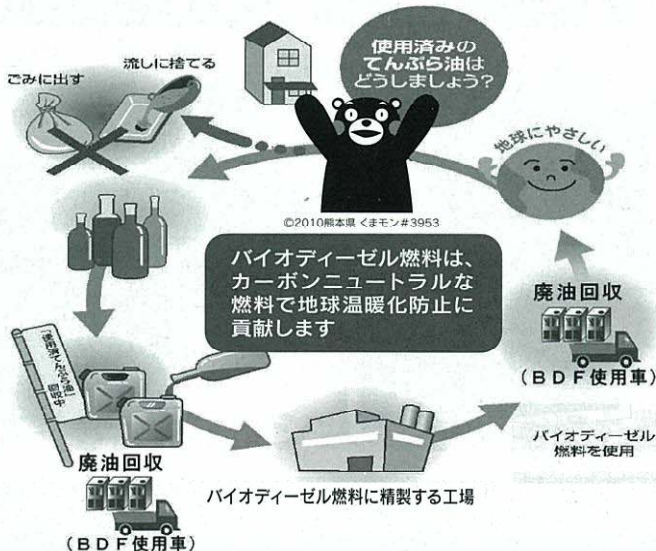 使用済みの
てんぷら油は
どうしましょう?
流しに捨てる
ごみに出す
地球にやさしい
©2010熊本県 くまモン#3953
バイオディーゼル燃料は、
カーボンニュートラルな
燃料で地球温暖化防止に
貢献します
廃油回収
(BDF使用車)
バイオディーゼル
燃料を使用
「使用済てんぷら油」
回収中
廃油回収
(BDF使用車)
バイオディーゼル燃料に精製する工場